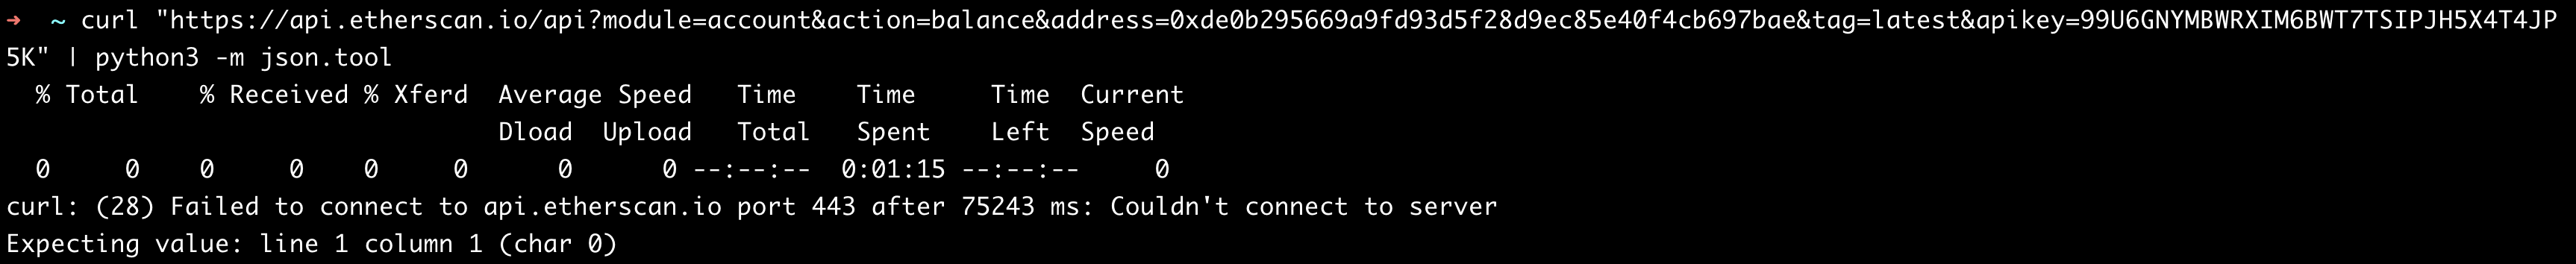 → ~ curl "https://api.etherscan.io/api?module=account&action=balance&address=0xde0b295669a9fd93d5f28d9ec85e40f4cb697bae&tag=latest&apikey=99U6GNYMBWRXIM6BWT7TSIPJH5X4T4JP
5K" | python3 -m json.tool
% Total % Received % Xferd Average Speed Time Time Time Current
Dload Upload Total Spent Left Speed
0 0 0 0 0 0 0 0 --:--:-- 0:01:15 --:--:-- 0
curl: (28) Failed to connect to api.etherscan.io port 443 after 75243 ms: Couldn't connect to server
Expecting value: line 1 column 1 (char 0)